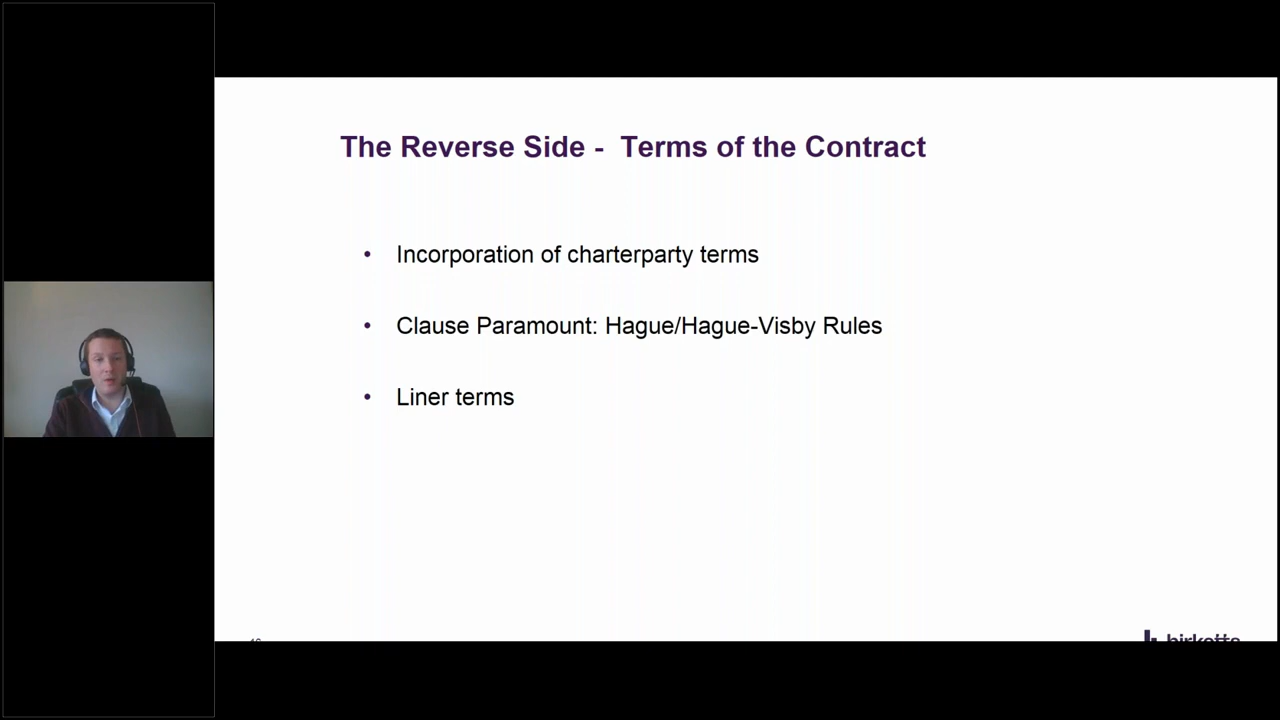 The Reverse Side - Terms of the Contract
• Incorporation of charterparty terms
• Clause Paramount: Hague/Hague-Visby Rules
• Liner terms
birketts